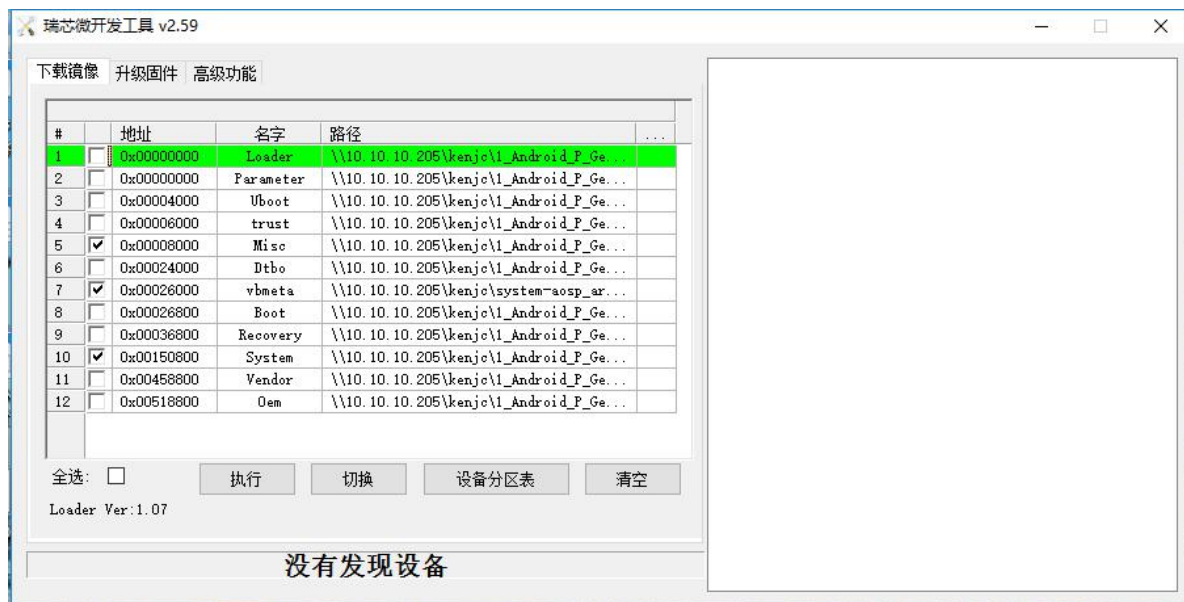 瑞芯微开发工具 v2.59
下载镜像 升级固件 高级功能
# 地址 名字 路径 ...
1 0x00000000 Loader \\10.10.10.205\kenjc\1_Android_P_Ge...
2 0x00000000 Parameter \\10.10.10.205\kenjc\1_Android_P_Ge...
3 0x00004000 Uboot \\10.10.10.205\kenjc\1_Android_P_Ge...
4 0x00006000 trust \\10.10.10.205\kenjc\1_Android_P_Ge...
5 0x00008000 Misc \\10.10.10.205\kenjc\1_Android_P_Ge...
6 0x00024000 Dtbo \\10.10.10.205\kenjc\1_Android_P_Ge...
7 0x00026000 vbmeta \\10.10.10.205\kenjc\system-aosp_ar...
8 0x00026800 Boot \\10.10.10.205\kenjc\1_Android_P_Ge...
9 0x00036800 Recovery \\10.10.10.205\kenjc\1_Android_P_Ge...
10 0x00150800 System \\10.10.10.205\kenjc\1_Android_P_Ge...
11 0x00458800 Vendor \\10.10.10.205\kenjc\1_Android_P_Ge...
12 0x00518800 Oem \\10.10.10.205\kenjc\1_Android_P_Ge...
全选: 执行 切换 设备分区表 清空
Loader Ver:1.07
没有发现设备